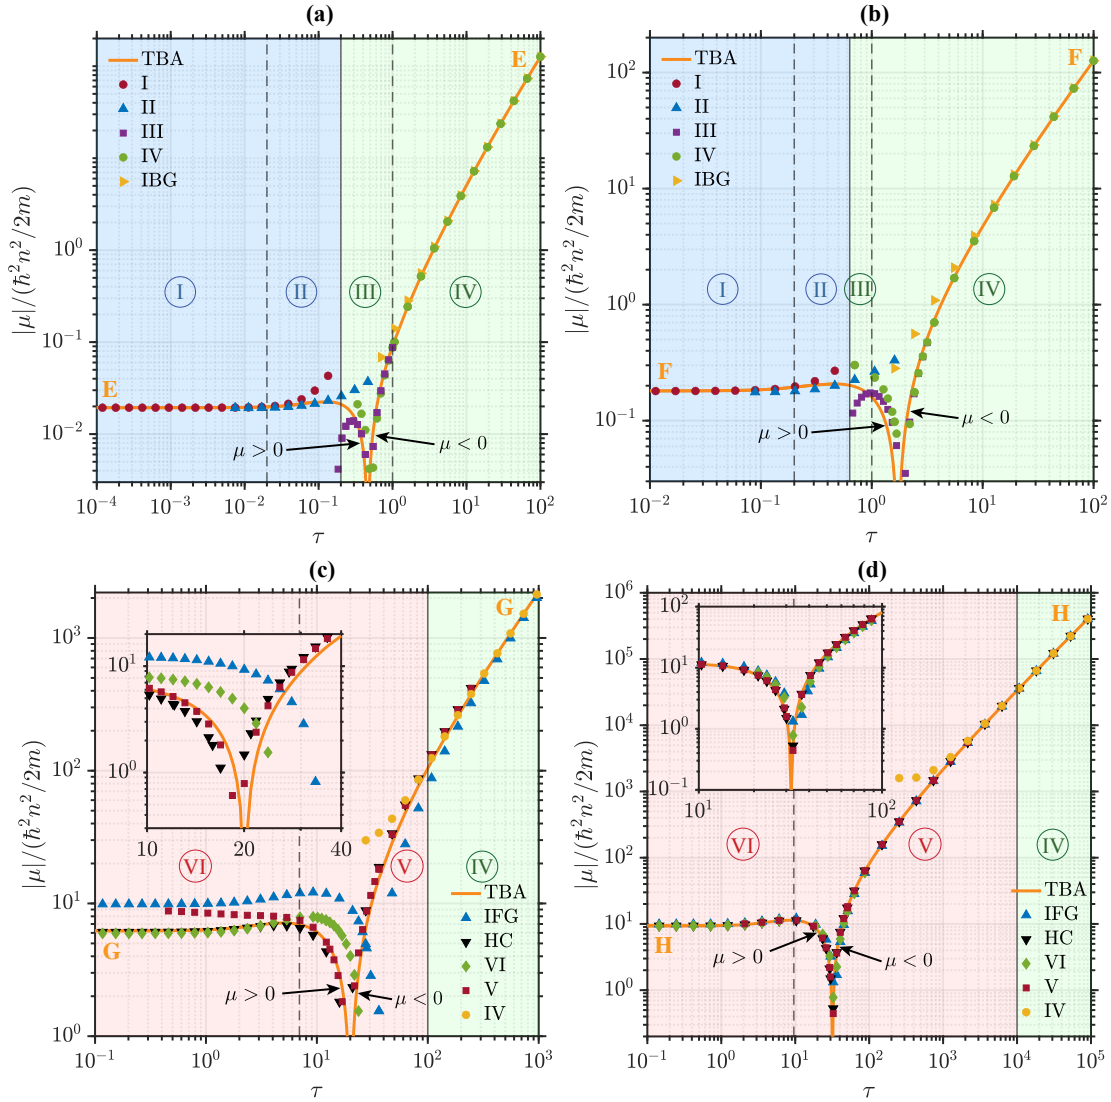 (a)
|μ|/(ħ²n²/2m)
10⁰
10⁻¹
10⁻²
TBA
I
II
III
IV
IBG
E
I
II
III
IV
E
μ > 0
μ < 0
10⁻⁴
10⁻³
10⁻²
10⁻¹
10⁰
10¹
10²
τ
(b)
|μ|/(ħ²n²/2m)
10²
10¹
10⁰
10⁻¹
TBA
I
II
III
IV
IBG
F
I
II
III
IV
F
μ > 0
μ < 0
10⁻²
10⁻¹
10⁰
10¹
10²
τ
(c)
|μ|/(ħ²n²/2m)
10³
10²
10¹
10⁰
G
10¹
10⁰
10
20
40
VI
V
IV
TBA
IFG
HC
VI
V
IV
G
μ > 0
μ < 0
10⁻¹
10⁰
10¹
10²
10³
τ
(d)
|μ|/(ħ²n²/2m)
10⁶
10⁵
10⁴
10³
10²
10¹
10⁰
H
10²
10¹
10⁰
10⁻¹
10
100
VI
V
IV
TBA
IFG
HC
VI
V
IV
H
μ > 0
μ < 0
10⁻¹
10⁰
10¹
10²
10³
10⁴
10⁵
τ